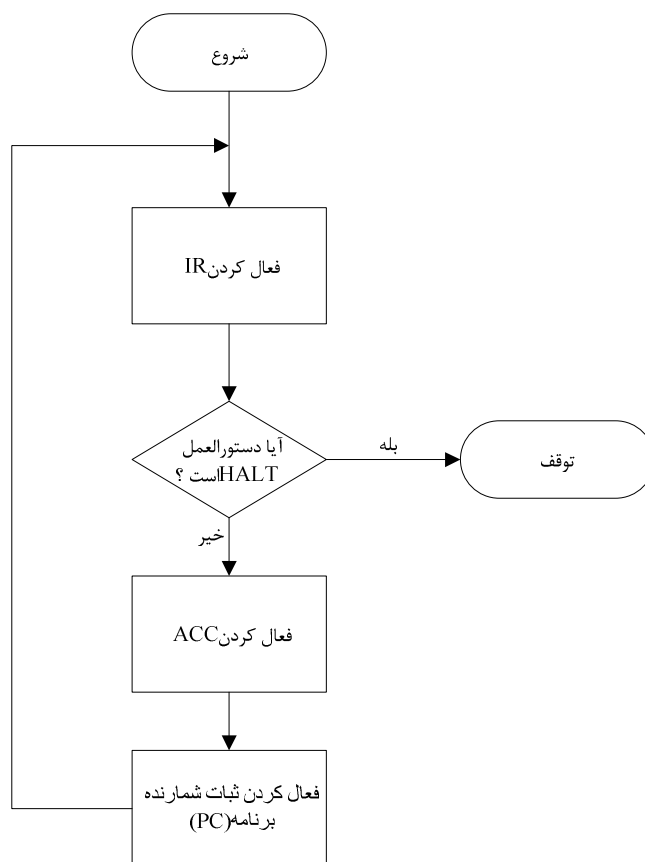 شروع
فعال کردنIR
آیا دستورالعمل
HALTاست ؟
بله
توقف
خیر
فعال کردنACC
فعال کردن ثبات شمارنده
برنامه(PC)